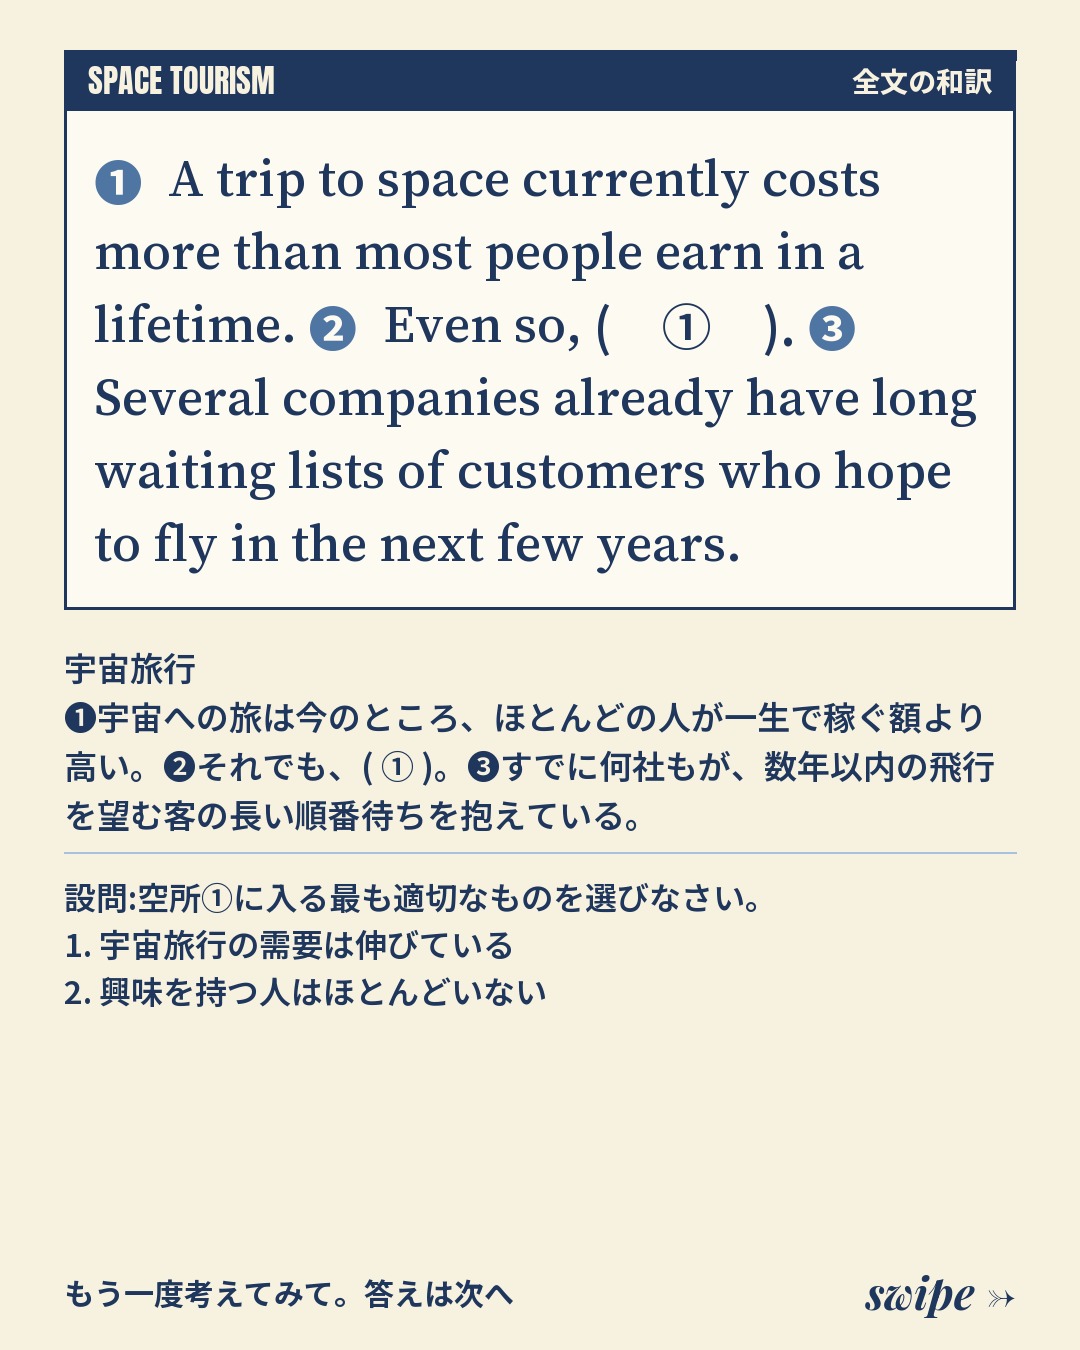 SPACE TOURISM
全文の和訳
❶ A trip to space currently costs
more than most people earn in a
lifetime. ❷ Even so, ( ① ). ❸
Several companies already have long
waiting lists of customers who hope
to fly in the next few years.
宇宙旅行
❶宇宙への旅は今のところ、ほとんどの人が一生で稼ぐ額より
高い。❷それでも、( ① )。❸すでに何社もが、数年以内の飛行
を望む客の長い順番待ちを抱えている。
設問:空所①に入る最も適切なものを選びなさい。
1. 宇宙旅行の需要は伸びている
2. 興味を持つ人はほとんどいない
もう一度考えてみて。答えは次へ
swipe